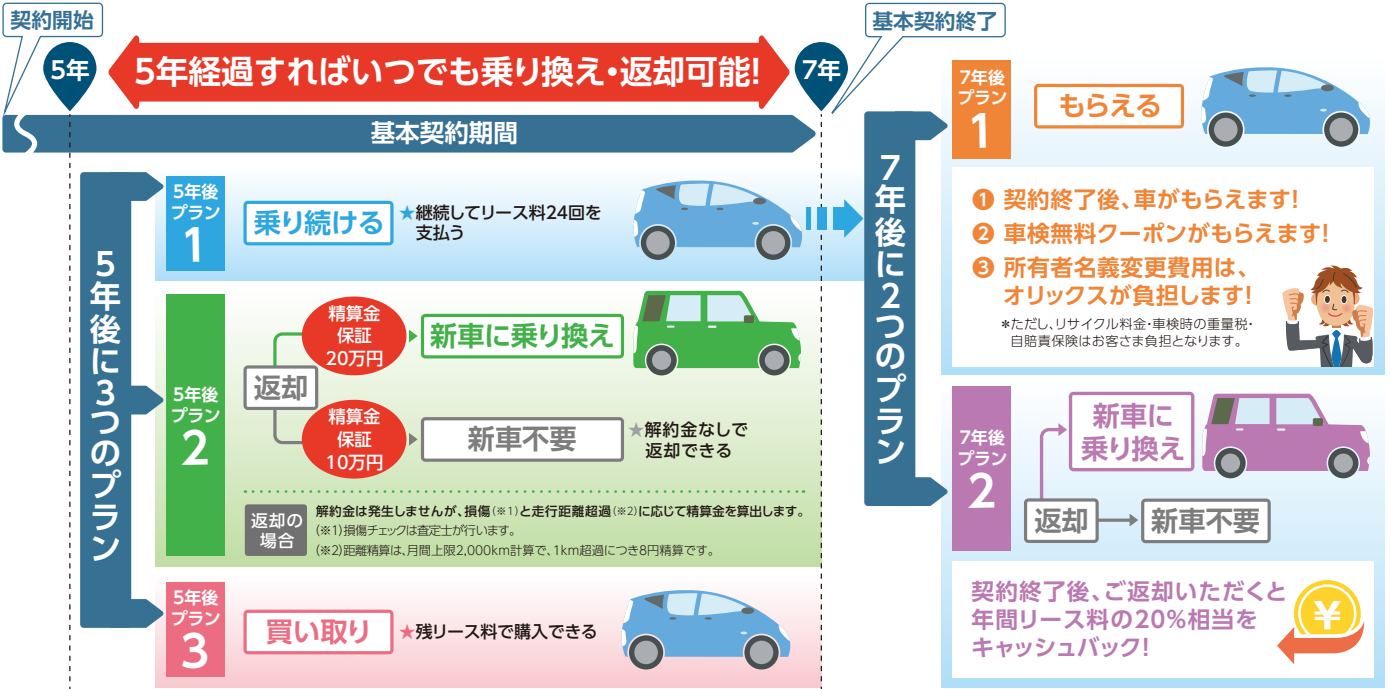 契約開始
基本契約終了
5年
5年経過すればいつでも乗り換え・返却可能!
7年
基本契約期間
5年後に3つのプラン
5年後
プラン
1
乗り続ける
★継続してリース料24回を
支払う
5年後
プラン
2
返却
精算金
保証
20万円
新車に乗り換え
精算金
保証
10万円
新車不要
★解約金なしで
返却できる
返却の
場合
解約金は発生しませんが、損傷(※1)と走行距離超過(※2)に応じて精算金を算出します。
(※1)損傷チェックは査定士が行います。
(※2)距離精算は、月間上限2,000km計算で、1km超過につき8円精算です。
5年後
プラン
3
買い取り
★残リース料で購入できる
7年後に2つのプラン
7年後
プラン
1
もらえる
❶ 契約終了後、車がもらえます!
❷ 車検無料クーポンがもらえます!
❸ 所有者名義変更費用は、
オリックスが負担します!
*ただし、リサイクル料金・車検時の重量税・
自賠責保険はお客さま負担となります。
7年後
プラン
2
返却
新車に
乗り換え
新車不要
契約終了後、ご返却いただくと
年間リース料の20%相当を
キャッシュバック!
¥